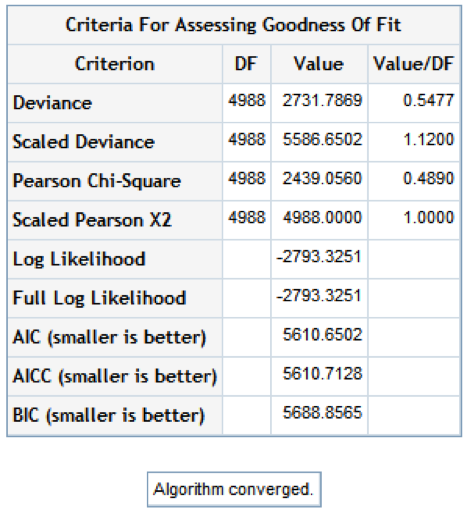 Criteria For Assessing Goodness Of Fit
Criterion DF Value Value/DF
Deviance 4988 2731.7869 0.5477
Scaled Deviance 4988 5586.6502 1.1200
Pearson Chi-Square 4988 2439.0560 0.4890
Scaled Pearson X2 4988 4988.0000 1.0000
Log Likelihood -2793.3251
Full Log Likelihood -2793.3251
AIC (smaller is better) 5610.6502
AICC (smaller is better) 5610.7128
BIC (smaller is better) 5688.8565
Algorithm converged.